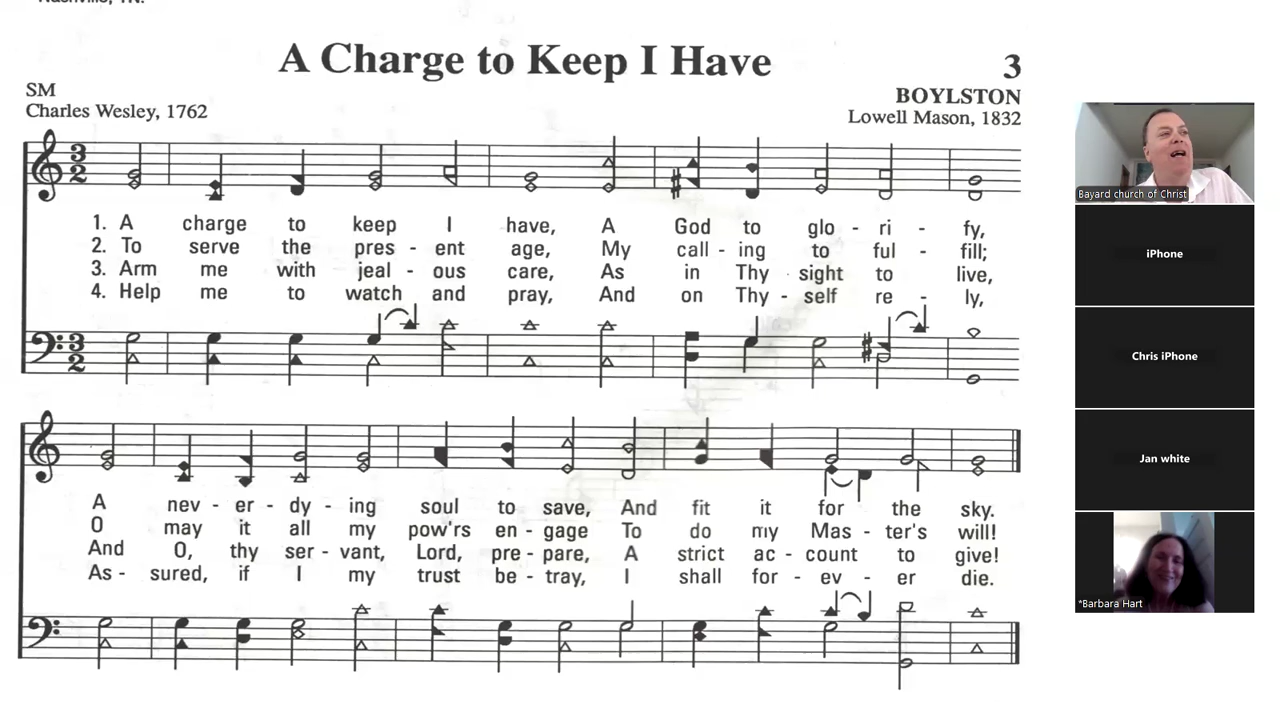 Nashville, TN.
A Charge to Keep I Have 3
SM
Charles Wesley, 1762
BOYLSTON
Lowell Mason, 1832
1. A charge to keep I have, A God to glo - ri - fy,
2. To serve the pres - ent age, My call - ing to ful - fill;
3. Arm me with jeal - ous care, As in Thy sight to live,
4. Help me to watch and pray, And on Thy - self re - ly,
A nev - er - dy - ing soul to save, And fit it for the sky.
O may it all my pow'rs en - gage To do my Mas - ter's will!
And O, thy ser - vant, Lord, pre - pare, A strict ac - count to give!
As - sured, if I my trust be - tray, I shall for - ev - er die.
Bayard church of Christ
iPhone
Chris iPhone
Jan white
*Barbara Hart